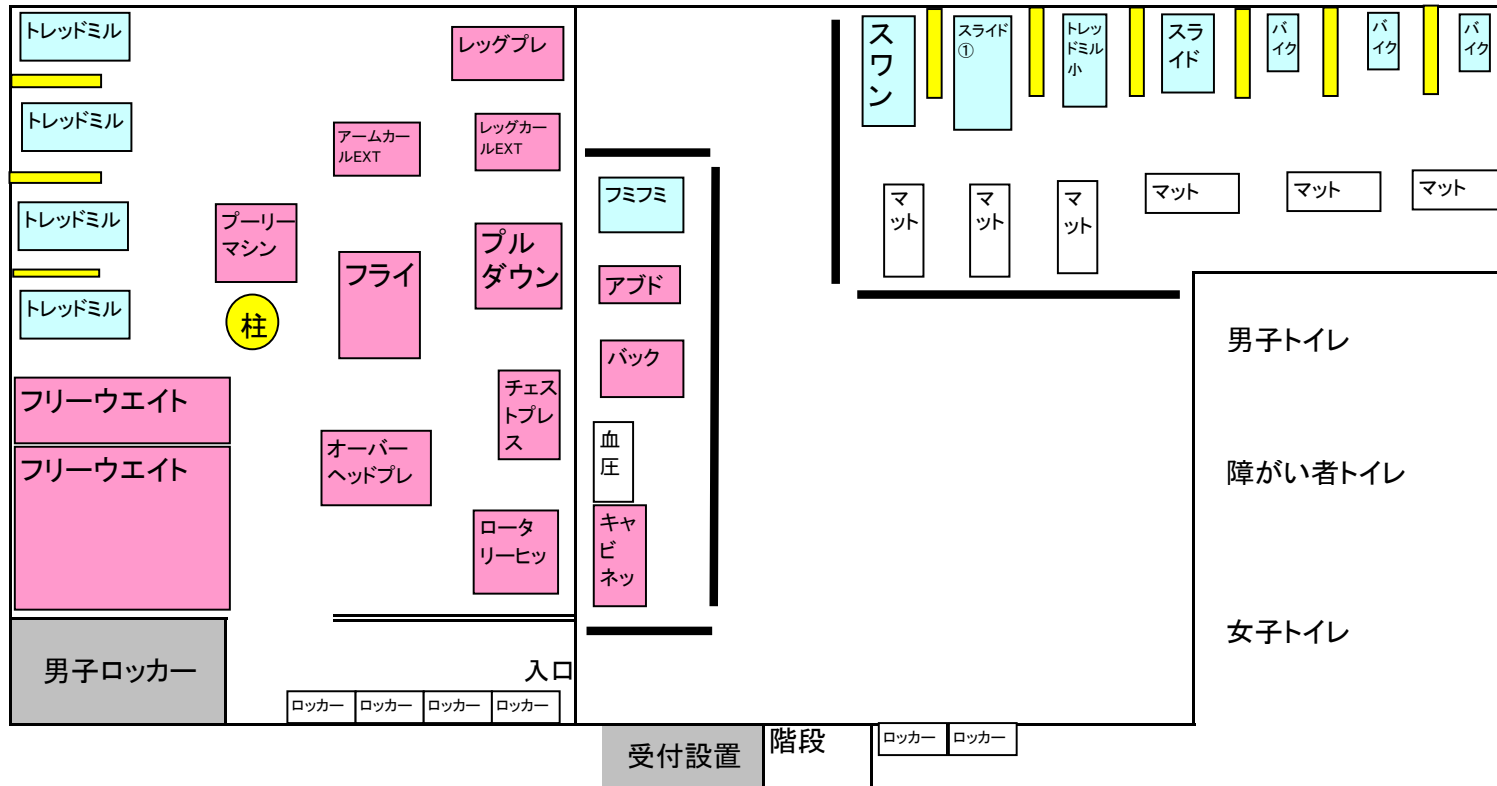 トレッドミル
トレッドミル
トレッドミル
トレッドミル
フリーウエイト
フリーウエイト
男子ロッカー
プーリー
マシン
柱
レッグプレ
アームカー
ルEXT
レッグカー
ルEXT
フライ
プル
ダウン
チェス
トプレ
ス
オーバー
ヘッドプレ
ロータ
リーヒッ
入口
ロッカー
ロッカー
ロッカー
ロッカー
フミフミ
アブド
バック
血
圧
キャ
ビ
ネッ
受付設置
階段
ロッカー
ロッカー
ス
ワ
ン
スライド
①
トレッ
ドミル
小
スラ
イド
バ
イク
バ
イク
バ
イク
マ
ット
マ
ット
マ
ット
マット
マット
マット
男子トイレ
障がい者トイレ
女子トイレ